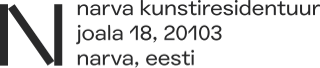 N
narva kunstiresidentuur
joala 18, 20103
narva, eesti